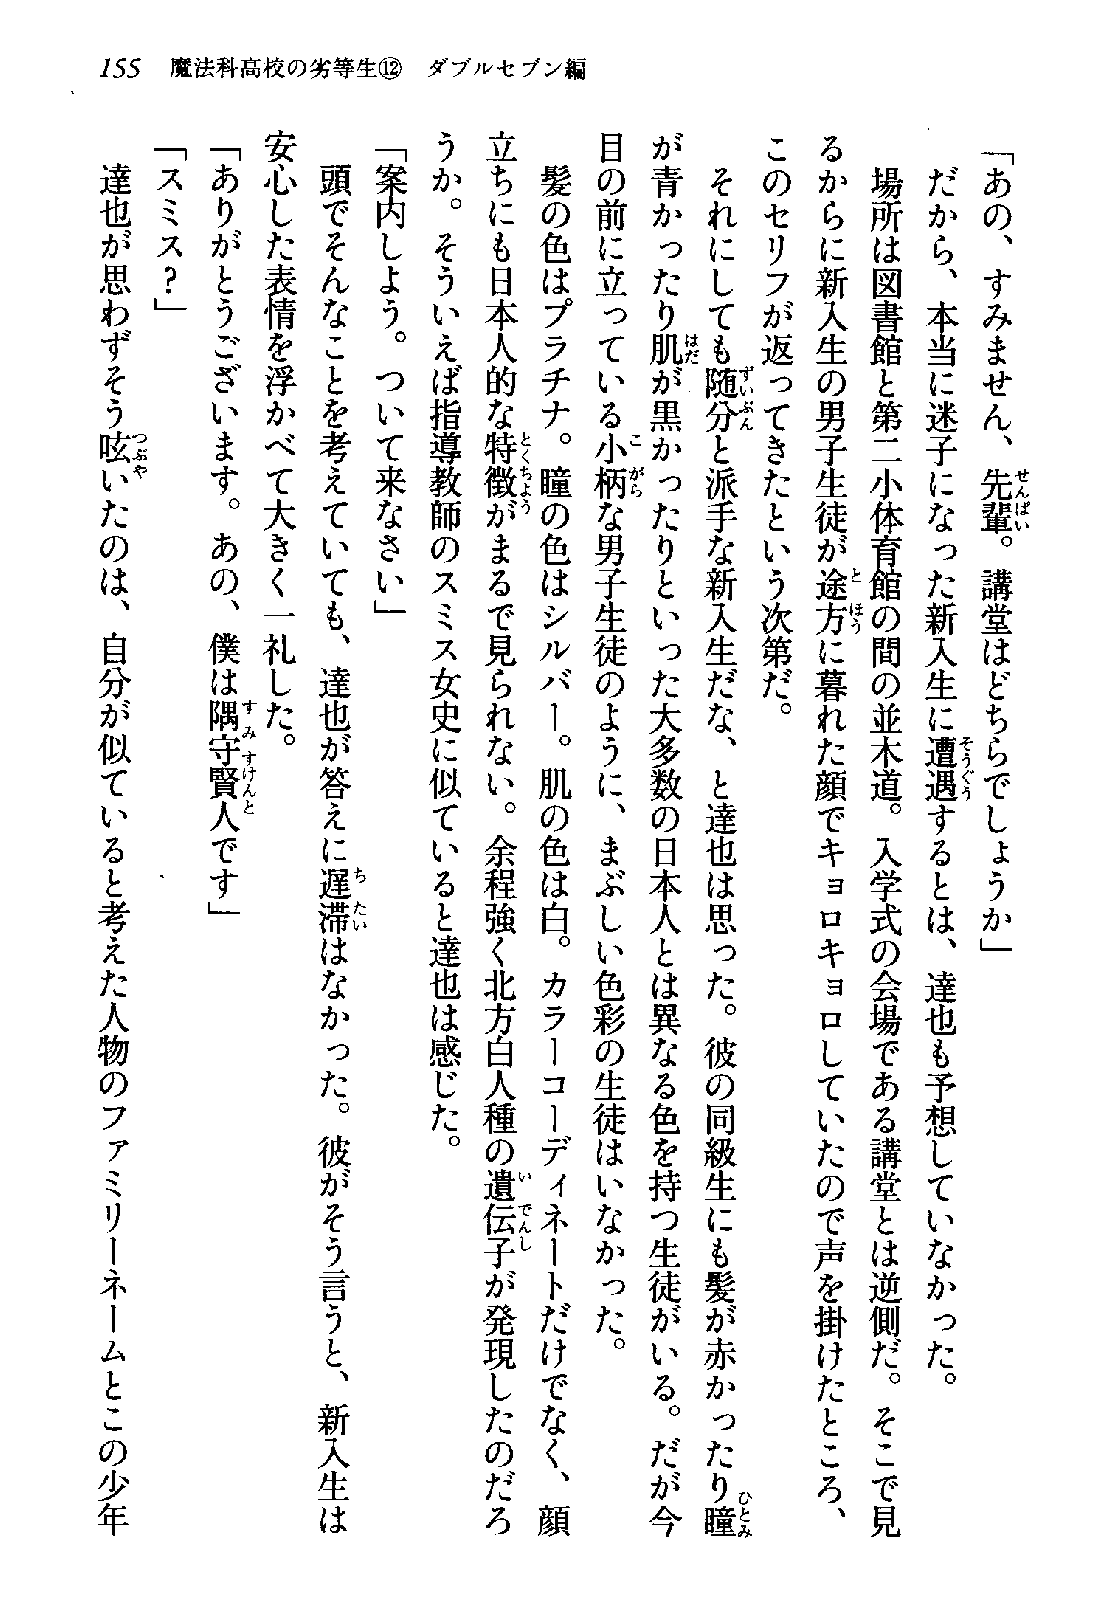 155 魔法科高校の劣等生⑫ ダブルセブン編
「あの、すみません、先輩。講堂はどちらでしょうか」
だから、本当に迷子になった新入生に遭遇するとは、達也も予想していなかった。
場所は図書館と第二小体育館の間の並木道。入学式の会場である講堂とは逆側だ。そこで見
るからに新入生の男子生徒が途方に暮れた顔でキョロキョロしていたので声を掛けたところ、
このセリフが返ってきたという次第だ。
それにしても随分と派手な新入生だな、と達也は思った。彼の同級生にも髪が赤かったり瞳
が青かったり肌が黒かったりといった大多数の日本人とは異なる色を持つ生徒がいる。だが今
目の前に立っている小柄な男子生徒のように、まぶしい色彩の生徒はいなかった。
髪の色はプラチナ。瞳の色はシルバー。肌の色は白。カラーコーディネートだけでなく、顔
立ちにも日本人的な特徴がまるで見られない。余程強く北方白人種の遺伝子が発現したのだろ
うか。そういえば指導教師のスミス女史に似ていると達也は感じた。
「案内しよう。ついて来なさい」
頭でそんなことを考えていても、達也が答えに遅滞はなかった。彼がそう言うと、新入生は
安心した表情を浮かべて大きく一礼した。
「ありがとうございます。あの、僕は隅守賢人です」
「スミス？」
達也が思わずそう呟いたのは、自分が似ていると考えた人物のファミリーネームとこの少年